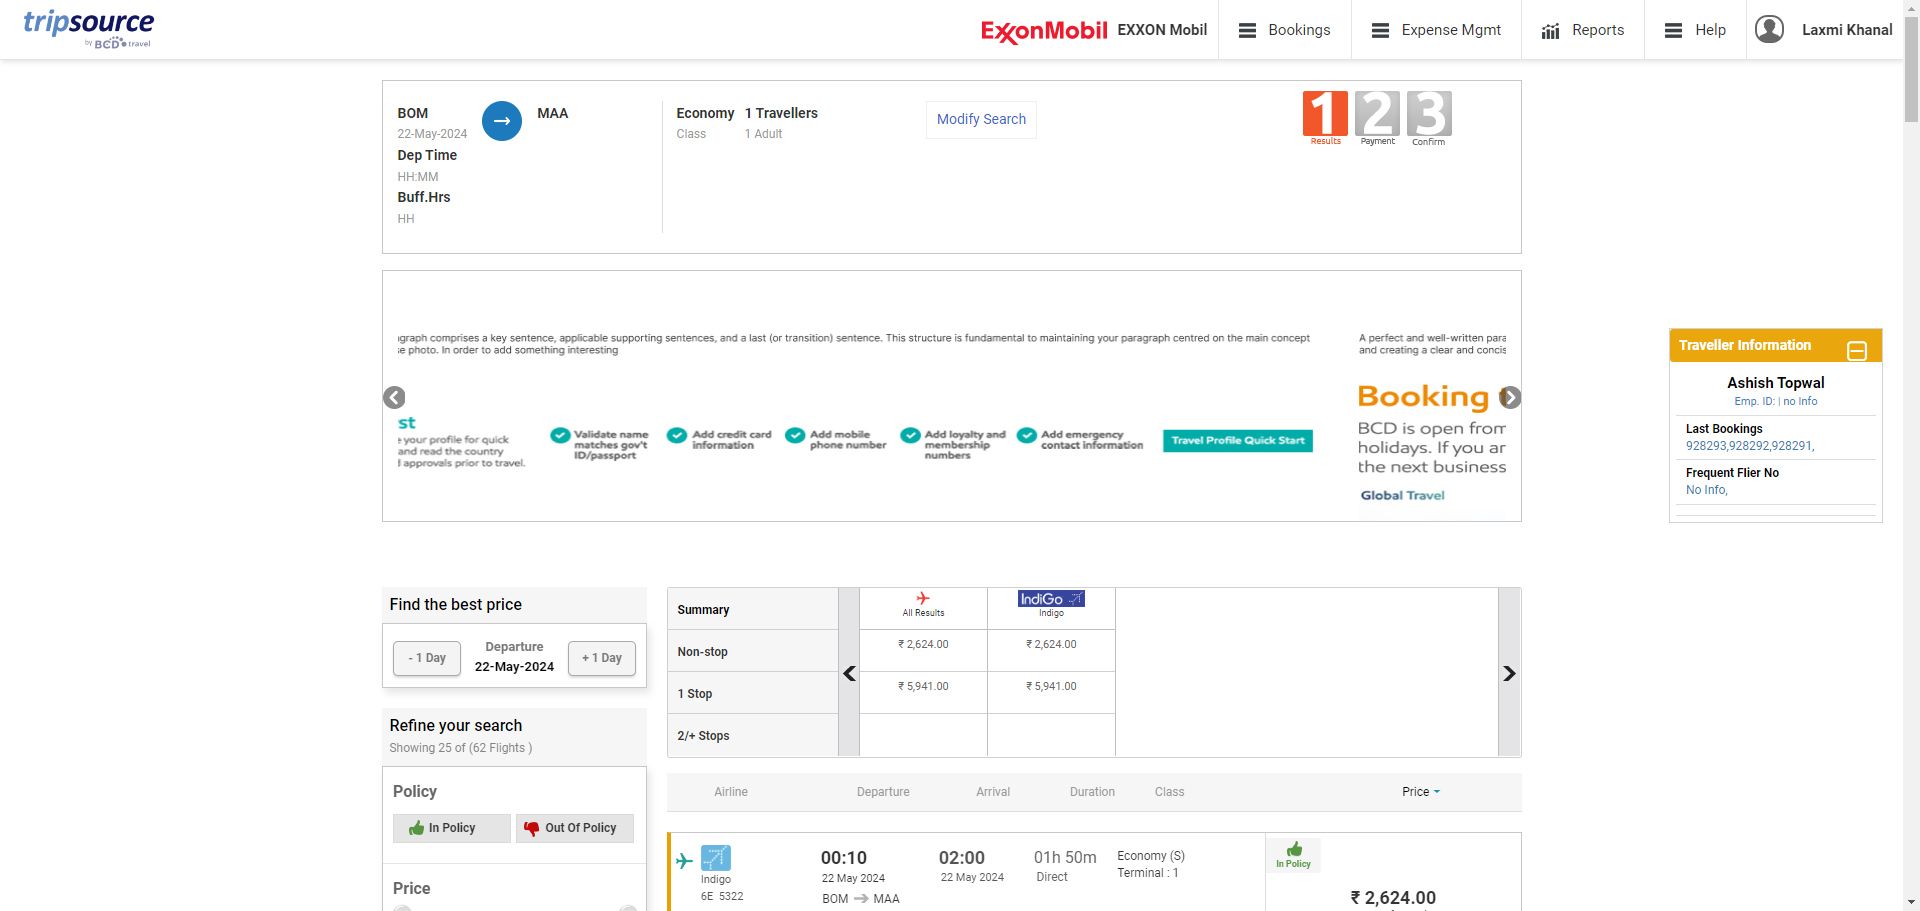 tripsource
by BCD travel
ExxonMobil
EXXON Mobil
Bookings
Expense Mgmt
Reports
Help
Laxmi Khanal
BOM
22-May-2024
MAA
Dep Time
HH:MM
Buff.Hrs
HH
Economy
Class
1 Travellers
1 Adult
Modify Search
1 2 3
Results Payment Confirm
graph comprises a key sentence, applicable supporting sentences, and a last (or transition) sentence. This structure is fundamental to maintaining your paragraph centred on the main concept
photo. In order to add something interesting
st
your profile for quick
and read the country
approvals prior to travel.
Validate name
matches gov't
ID/passport
Add credit card
information
Add mobile
phone number
Add loyalty and
membership
numbers
Add emergency
contact information
Travel Profile Quick Start
A perfect and well-written para
and creating a clear and concis
Booking
BCD is open from
holidays. If you ar
the next business
Global Travel
Traveller Information
Ashish Topwal
Emp. ID: | no Info
Last Bookings
928293,928292,928291,
Frequent Flier No
No Info,
Find the best price
- 1 Day
Departure
22-May-2024
+ 1 Day
Refine your search
Showing 25 of (62 Flights )
Policy
In Policy
Out Of Policy
Price
Summary
All Results
IndiGo
Indigo
Non-stop
₹ 2,624.00
₹ 2,624.00
1 Stop
₹ 5,941.00
₹ 5,941.00
2/+ Stops
Airline Departure Arrival Duration Class Price
Indigo
6E 5322
00:10
22 May 2024
BOM MAA
02:00
22 May 2024
01h 50m
Direct
Economy (S)
Terminal : 1
In Policy
₹ 2,624.00